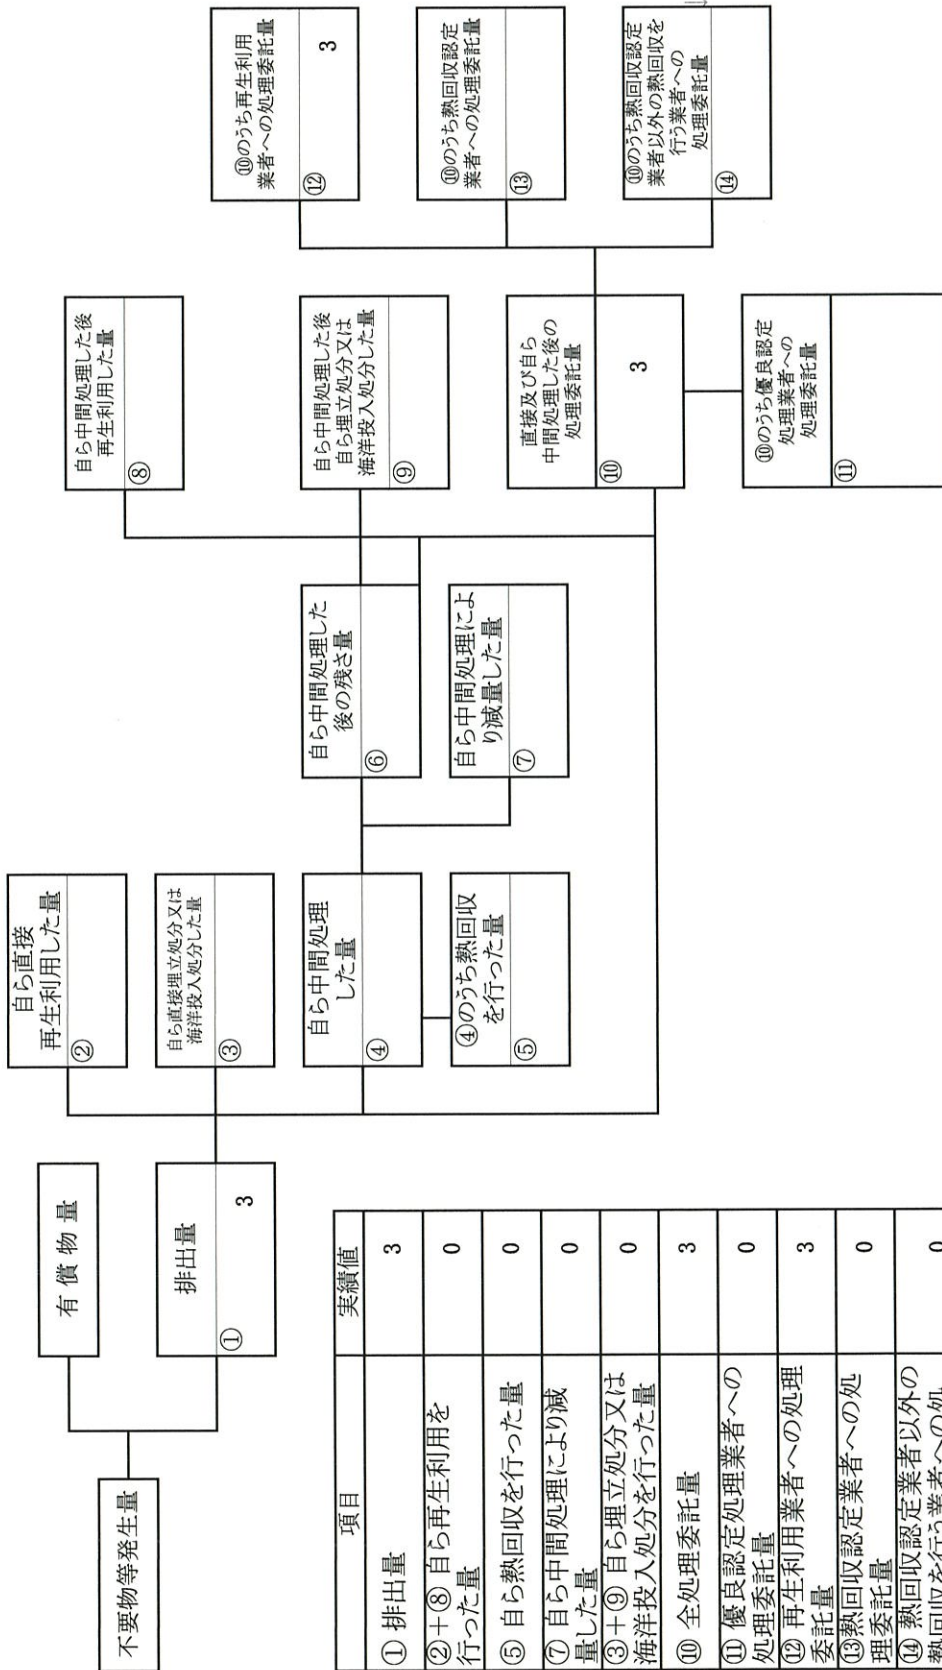 不要物等発生量
有 償 物 量
排出量
①
3
自ら直接
再生利用した量
②
自ら直接埋立処分又は
海洋投入処分した量
③
自ら中間処理
した量
④
④のうち熱回収
を行った量
⑤
自ら中間処理した
後の残さ量
⑥
自ら中間処理によ
り減量した量
⑦
自ら中間処理した後
再生利用した量
⑧
自ら中間処理した後
自ら埋立処分又は
海洋投入処分した量
⑨
直接及び自ら
中間処理した後の
処理委託量
⑩
3
⑩のうち優良認定
処理業者への
処理委託量
⑪
⑩のうち再生利用
業者への処理委託量
⑫
3
⑩のうち熱回収認定
業者への処理委託量
⑬
⑩のうち熱回収認定
業者以外の熱回収を
行う業者への
処理委託量
⑭
項目 実績値
① 排出量 3
②+⑧ 自ら再生利用を
行った量 0
⑤ 自ら熱回収を行った量 0
⑦ 自ら中間処理により減
量した量 0
③+⑨ 自ら埋立処分又は
海洋投入処分を行った量 0
⑩ 全処理委託量 3
⑪ 優良認定処理業者への
処理委託量 0
⑫ 再生利用業者への処理
委託量 3
⑬熱回収認定業者への処
理委託量 0
⑭ 熱回収認定業者以外の
熱回収を行う業者への処 0